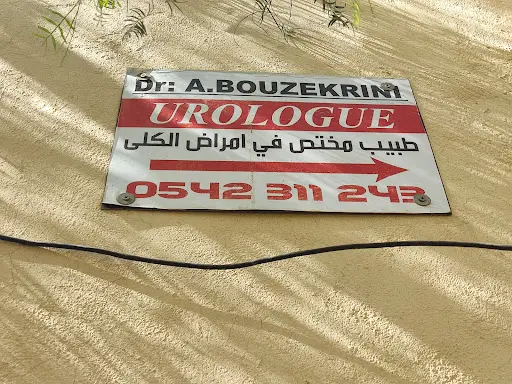 Dr: A.BOUZEKRINI
UROLOGUE
طبيب مختص في امراض الكلى
0542 311 243